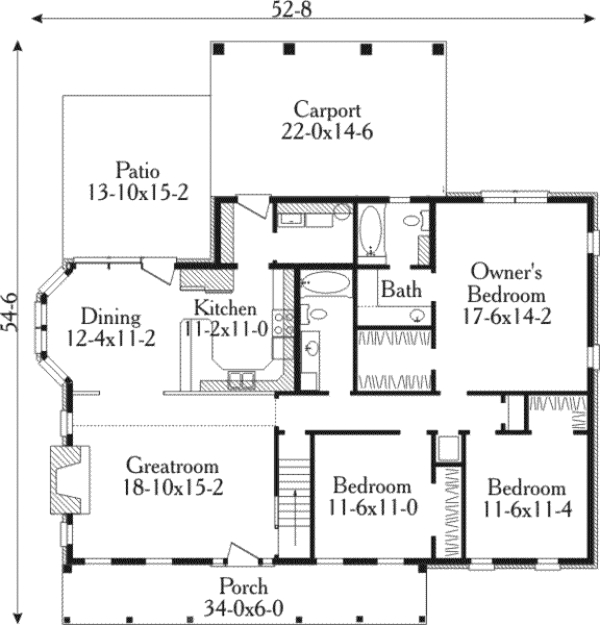 52-8
Carport
22-0x14-6
Patio
13-10x15-2
54-6
Owner's
Bedroom
17-6x14-2
Bath
Dining
12-4x11-2
Kitchen
11-2x11-0
Greatroom
18-10x15-2
Bedroom
11-6x11-0
Bedroom
11-6x11-4
Porch
34-0x6-0